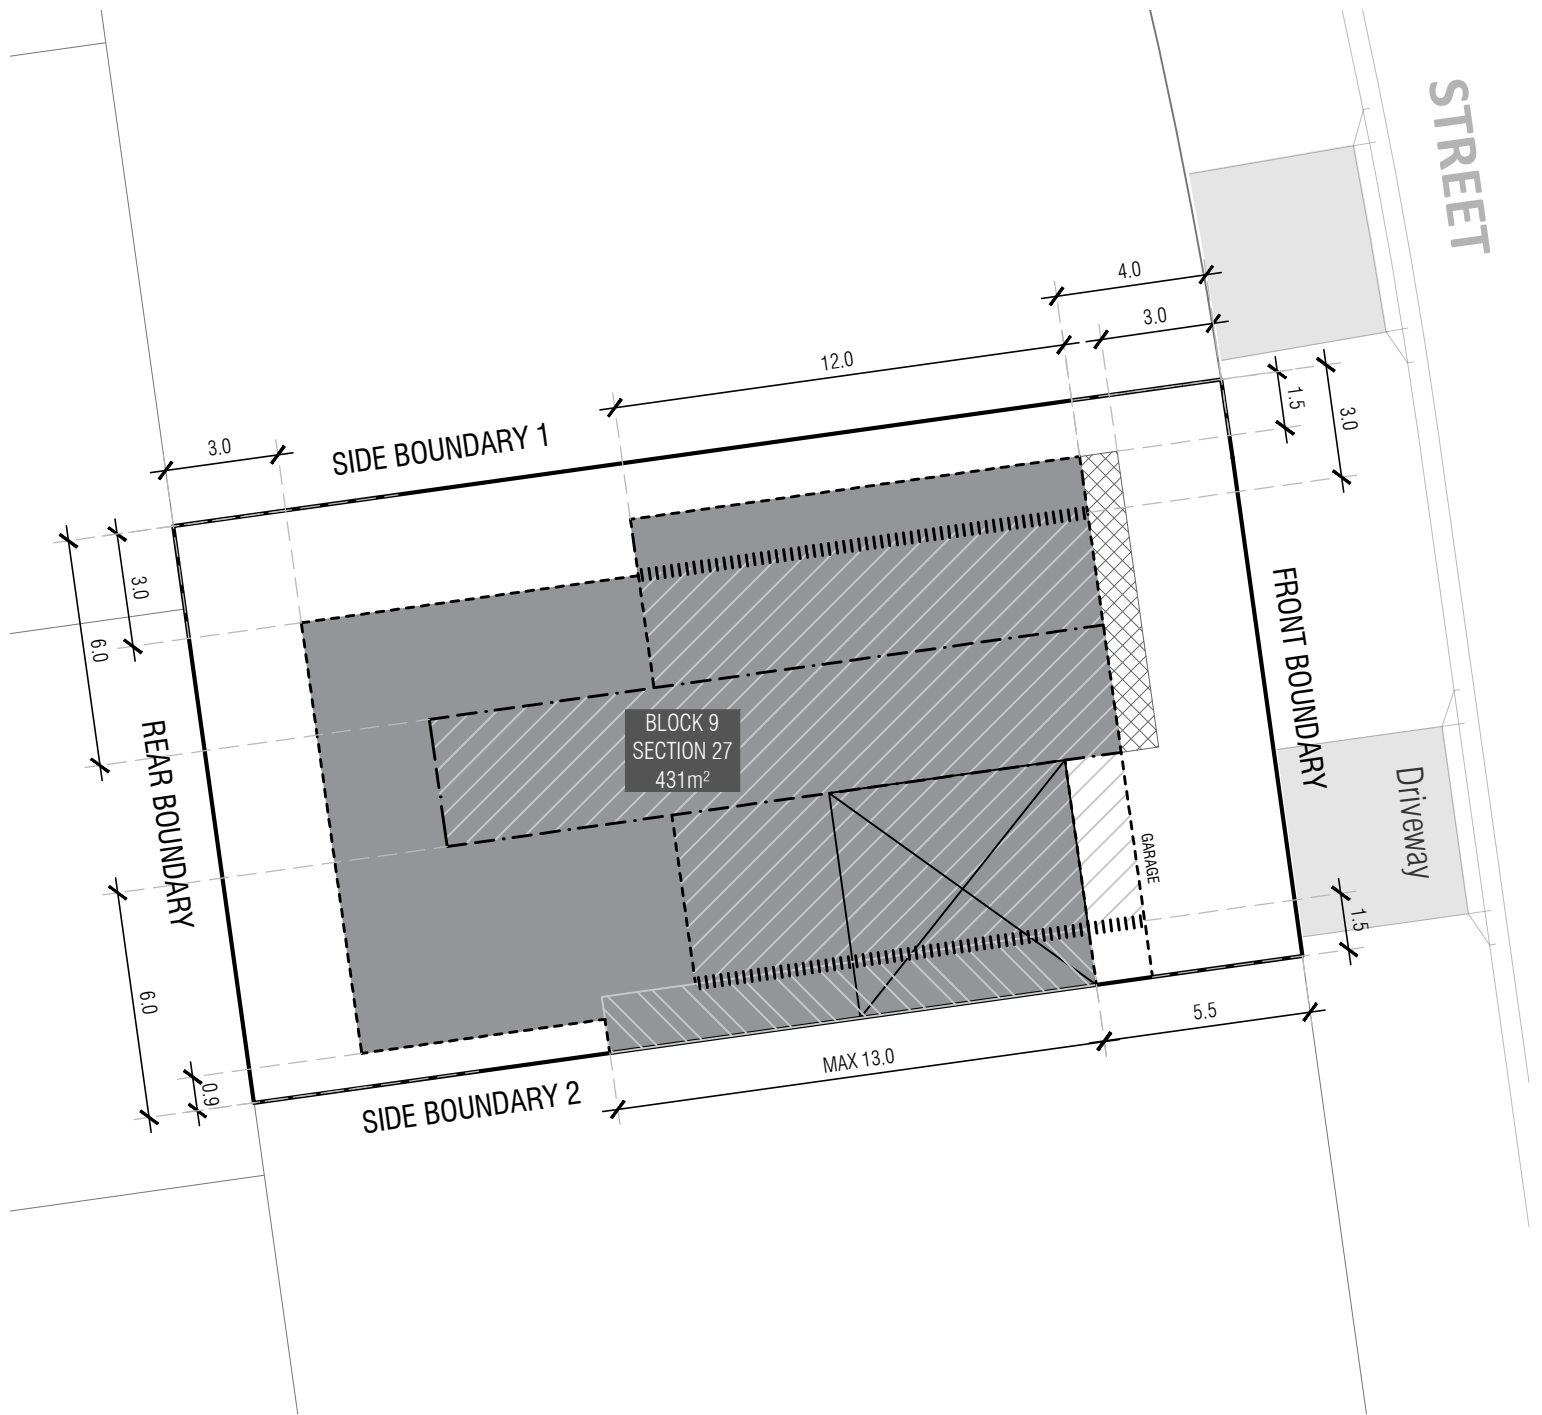 STREET
4.0
3.0
12.0
1.5
3.0
3.0
SIDE BOUNDARY 1
3.0
6.0
FRONT BOUNDARY
BLOCK 9
SECTION 27
431m²
REAR BOUNDARY
Driveway
GARAGE
1.5
6.0
5.5
MAX 13.0
0.9
SIDE BOUNDARY 2